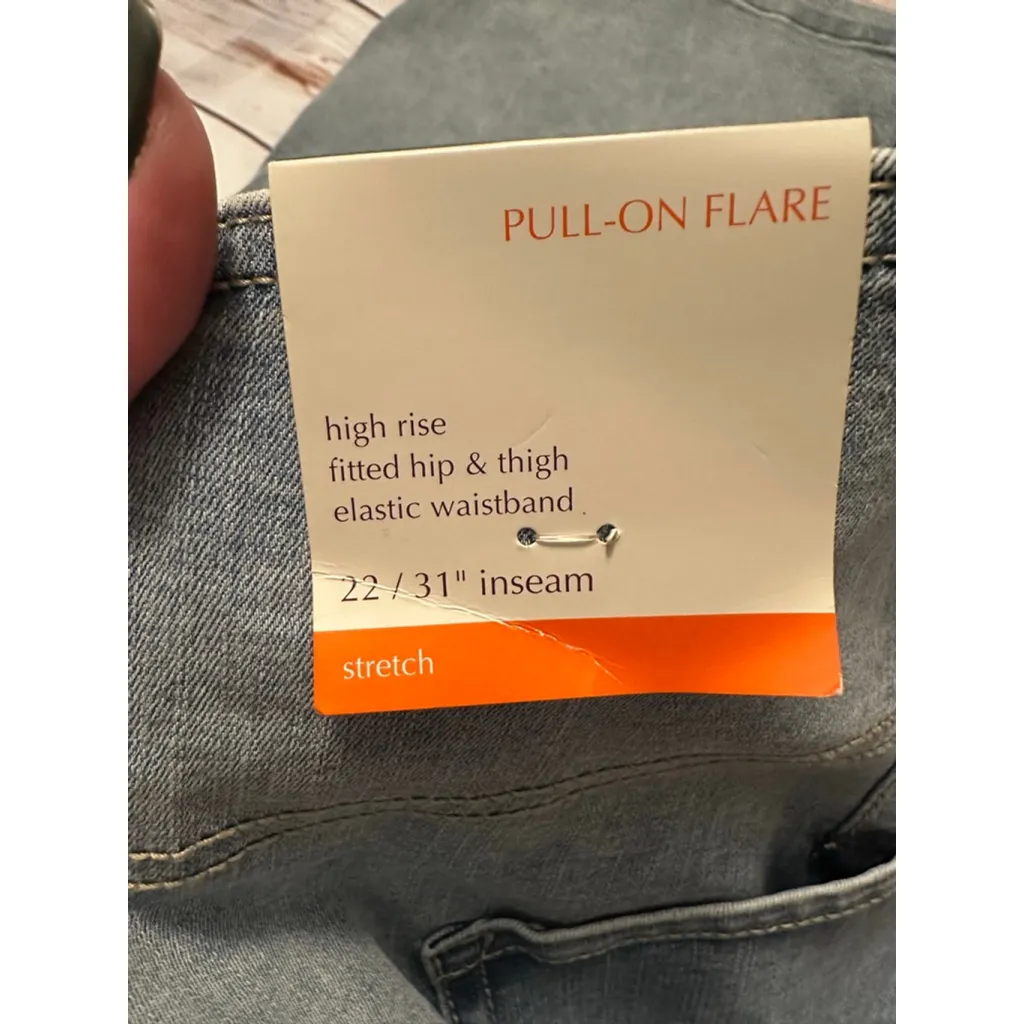 PULL-ON FLARE
high rise
fitted hip & thigh
elastic waistband
22 / 31" inseam
stretch